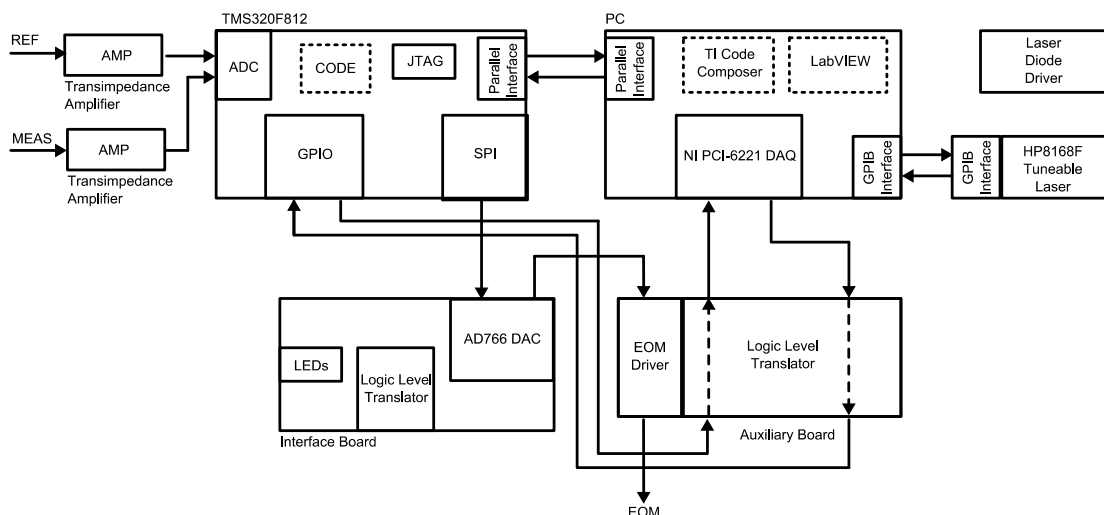 TMS320F812
PC
REF
AMP
Transimpedance
Amplifier
MEAS
AMP
Transimpedance
Amplifier
ADC
CODE
JTAG
Parallel
Interface
GPIO
SPI
Parallel
Interface
TI Code
Composer
LabVIEW
NI PCI-6221 DAQ
GPIB
Interface
Laser
Diode
Driver
GPIB
Interface
HP8168F
Tuneable
Laser
AD766 DAC
LEDs
Logic Level
Translator
Interface Board
EOM
Driver
Logic Level
Translator
Auxiliary Board
EOM